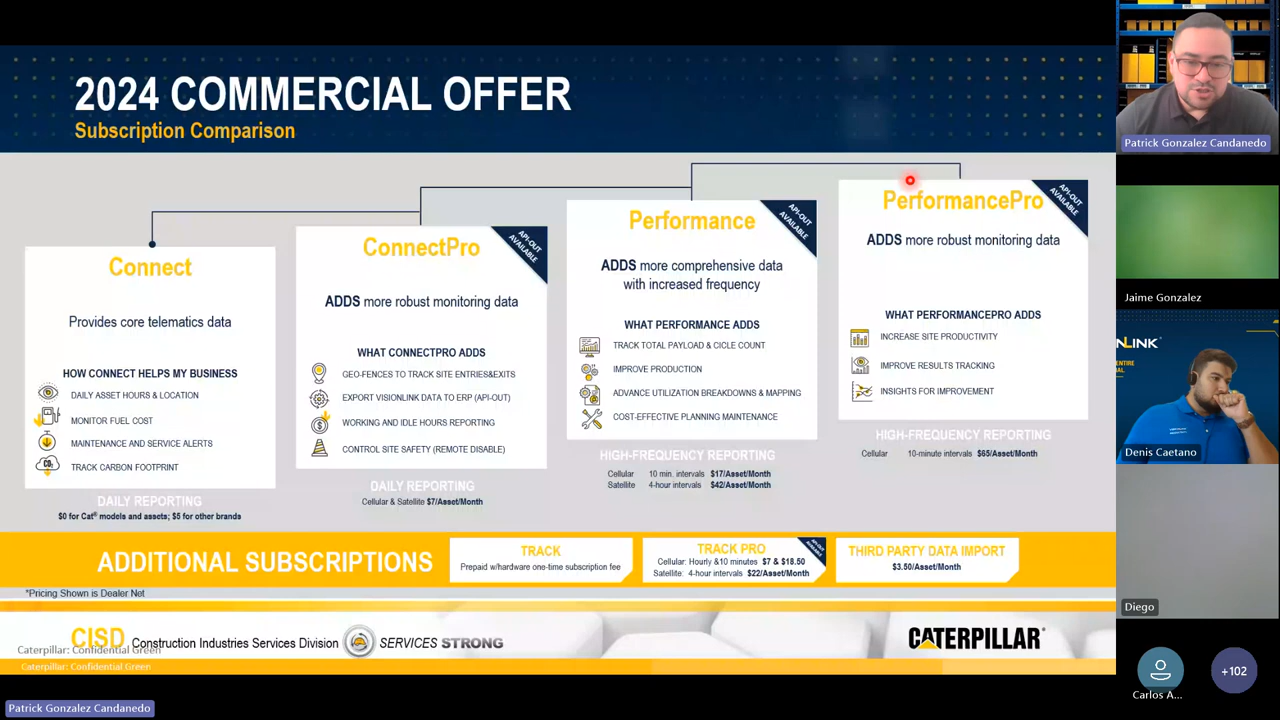 2024 COMMERCIAL OFFER
Subscription Comparison
Connect
Provides core telematics data
HOW CONNECT HELPS MY BUSINESS
DAILY ASSET HOURS & LOCATION
MONITOR FUEL COST
MAINTENANCE AND SERVICE ALERTS
CO2
TRACK CARBON FOOTPRINT
DAILY REPORTING
$0 for Cat® models and assets; $5 for other brands
ConnectPro
API-OUT
AVAILABLE
ADDS more robust monitoring data
WHAT CONNECTPRO ADDS
GEO-FENCES TO TRACK SITE ENTRIES&EXITS
EXPORT VISIONLINK DATA TO ERP (API-OUT)
WORKING AND IDLE HOURS REPORTING
CONTROL SITE SAFETY (REMOTE DISABLE)
DAILY REPORTING
Cellular & Satellite $7/Asset/Month
Performance
API-OUT
AVAILABLE
ADDS more comprehensive data
with increased frequency
WHAT PERFORMANCE ADDS
TRACK TOTAL PAYLOAD & CICLE COUNT
IMPROVE PRODUCTION
ADVANCE UTILIZATION BREAKDOWNS & MAPPING
COST-EFFECTIVE PLANNING MAINTENANCE
HIGH-FREQUENCY REPORTING
Cellular 10 min. intervals $17/Asset/Month
Satellite 4-hour intervals $42/Asset/Month
PerformancePro
API-OUT
AVAILABLE
ADDS more robust monitoring data
WHAT PERFORMANCEPRO ADDS
INCREASE SITE PRODUCTIVITY
IMPROVE RESULTS TRACKING
INSIGHTS FOR IMPROVEMENT
HIGH-FREQUENCY REPORTING
Cellular 10-minute intervals $65/Asset/Month
ADDITIONAL SUBSCRIPTIONS
TRACK
Prepaid w/hardware one-time subscription fee
TRACK PRO
API-OUT
AVAILABLE
Cellular: Hourly &10 minutes $7 & $18.50
Satellite: 4-hour intervals $22/Asset/Month
THIRD PARTY DATA IMPORT
$3.50/Asset/Month
*Pricing Shown is Dealer Net
CISD Construction Industries Services Division
SERVICES STRONG
CATERPILLAR®
Caterpillar: Confidential Green
Caterpillar: Confidential Green
Patrick Gonzalez Candanedo
Patrick Gonzalez Candanedo
Jaime Gonzalez
NLINK
Denis Caetano
Diego
Carlos A...
+102